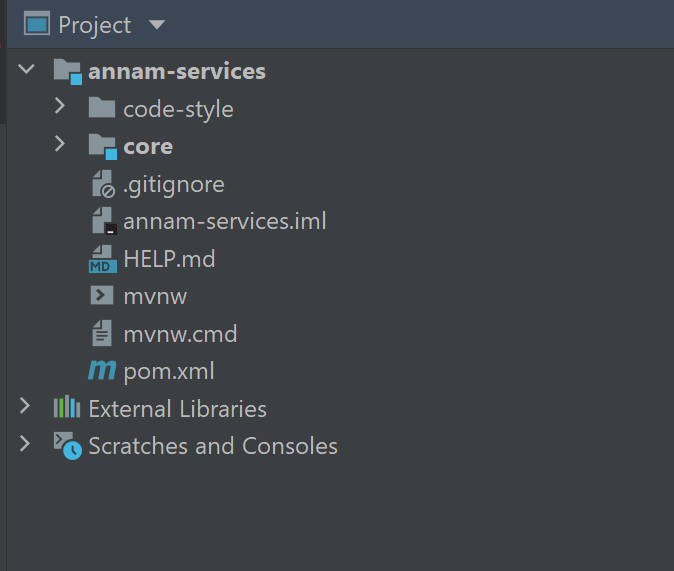 Project
annam-services
code-style
core
.gitignore
annam-services.iml
MD HELP.md
mvnw
mvnw.cmd
m pom.xml
External Libraries
Scratches and Consoles